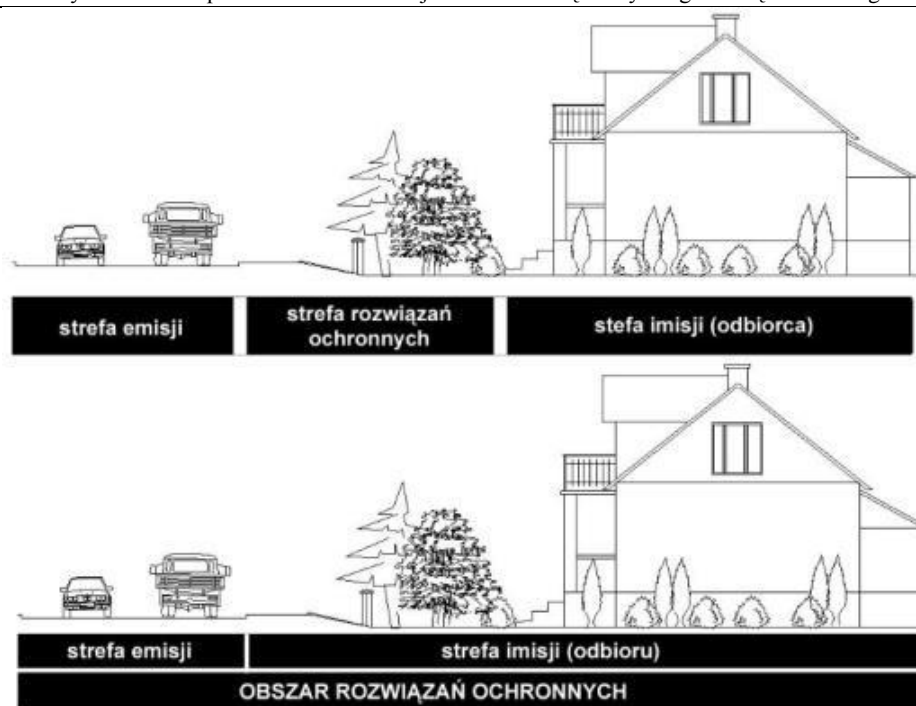 strefa emisji
strefa rozwiązań
ochronnych
stefa imisji (odbiorca)
strefa emisji
strefa imisji (odbioru)
OBSZAR ROZWIĄZAŃ OCHRONNYCH